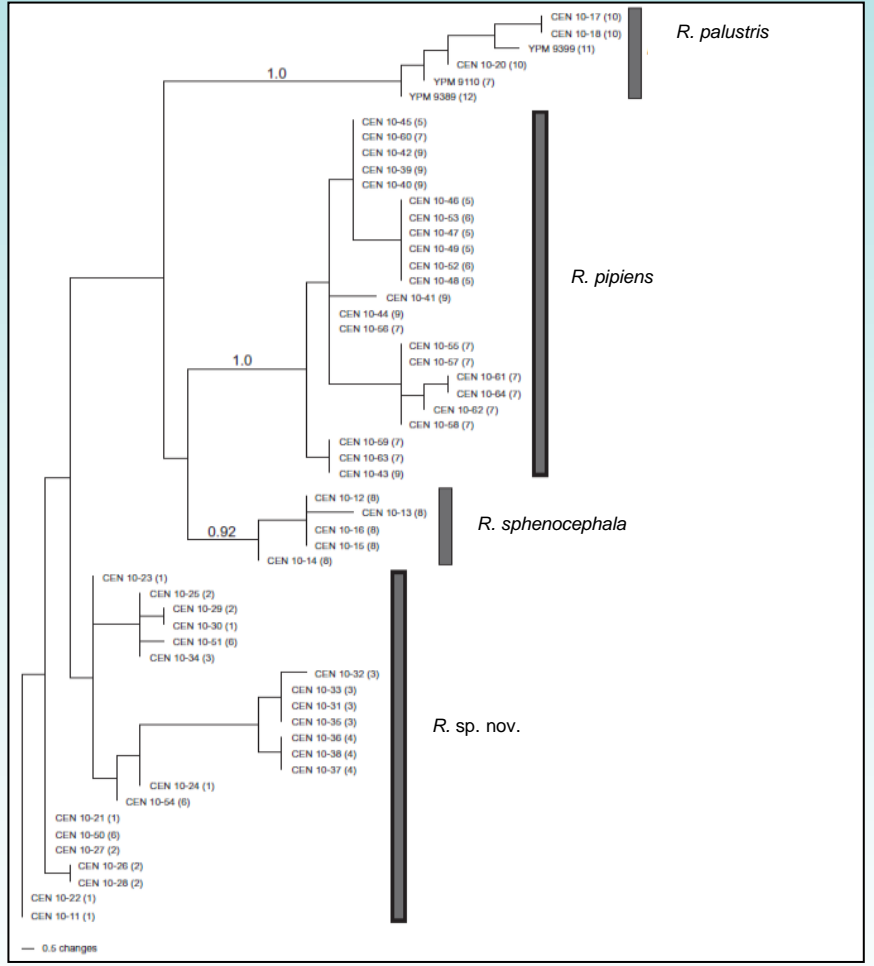 CEN 10-17 (10)
CEN 10-18 (10)
R. palustris
YPM 9399 (11)
CEN 10-20 (10)
1.0
YPM 9110 (7)
YPM 9389 (12)
CEN 10-45 (5)
CEN 10-60 (7)
CEN 10-42 (9)
CEN 10-39 (9)
CEN 10-40 (9)
CEN 10-46 (5)
CEN 10-53 (6)
CEN 10-47 (5)
CEN 10-49 (5)
CEN 10-52 (6)
CEN 10-48 (5)
R. pipiens
CEN 10-41 (9)
CEN 10-44 (9)
CEN 10-56 (7)
CEN 10-55 (7)
1.0
CEN 10-57 (7)
CEN 10-61 (7)
CEN 10-64 (7)
CEN 10-62 (7)
CEN 10-58 (7)
CEN 10-59 (7)
CEN 10-63 (7)
CEN 10-43 (9)
CEN 10-12 (8)
CEN 10-13 (8)
R. sphenocephala
0.92
CEN 10-16 (8)
CEN 10-15 (8)
CEN 10-14 (8)
CEN 10-23 (1)
CEN 10-25 (2)
CEN 10-29 (2)
CEN 10-30 (1)
CEN 10-51 (6)
CEN 10-34 (3)
CEN 10-32 (3)
CEN 10-33 (3)
CEN 10-31 (3)
CEN 10-35 (3)
R. sp. nov.
CEN 10-36 (4)
CEN 10-38 (4)
CEN 10-37 (4)
CEN 10-24 (1)
CEN 10-54 (6)
CEN 10-21 (1)
CEN 10-50 (6)
CEN 10-27 (2)
CEN 10-26 (2)
CEN 10-28 (2)
CEN 10-22 (1)
CEN 10-11 (1)
0.5 changes